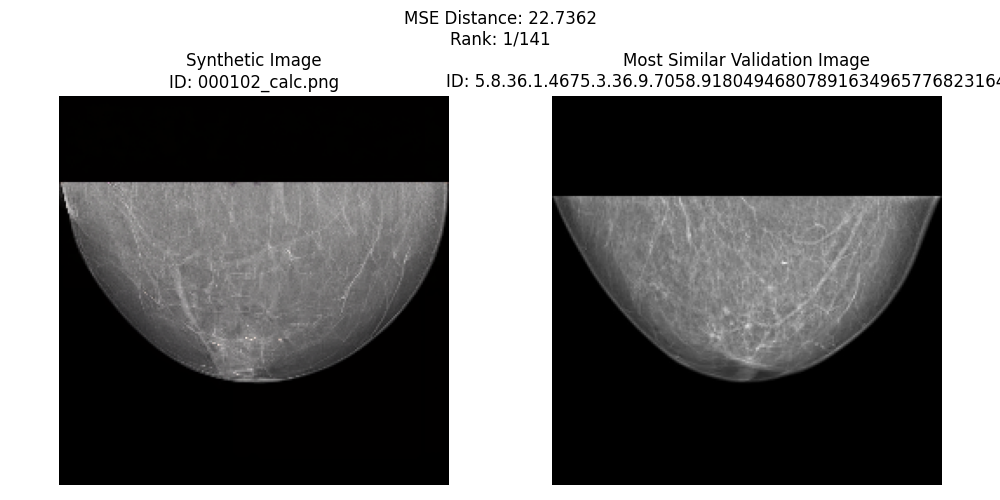 MSE Distance: 22.7362
Rank: 1/141
Synthetic Image
ID: 000102_calc.png
Most Similar Validation Image
ID: 5.8.36.1.4675.3.36.9.7058.91804946807891634965776823164